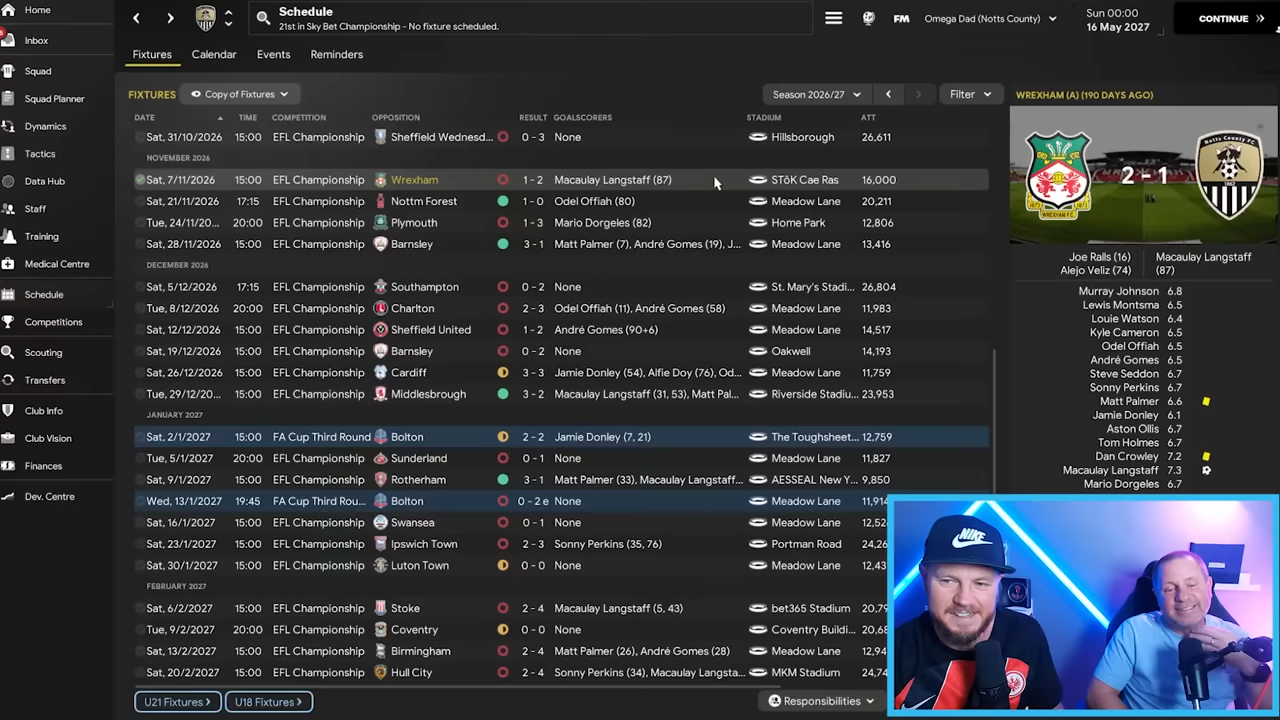 Home
Schedule
21st in Sky Bet Championship - No fixture scheduled.
FM
Omega Dad (Notts County)
Sun 00:00
16 May 2027
CONTINUE
Inbox
Squad
Squad Planner
Dynamics
Tactics
Data Hub
Staff
Training
Medical Centre
Schedule
Competitions
Scouting
Transfers
Club Info
Club Vision
Finances
Dev. Centre
Fixtures Calendar Events Reminders
FIXTURES Copy of Fixtures Season 2026/27 Filter
DATE TIME COMPETITION OPPOSITION RESULT GOALSCORERS STADIUM ATT
Sat, 31/10/2026 15:00 EFL Championship Sheffield Wednesd... 0 - 3 None Hillsborough 26,611
NOVEMBER 2026
Sat, 7/11/2026 15:00 EFL Championship Wrexham 1 - 2 Macaulay Langstaff (87) STōK Cae Ras 16,000
Sat, 21/11/2026 17:15 EFL Championship Nottm Forest 1 - 0 Odel Offiah (80) Meadow Lane 20,211
Tue, 24/11/20... 20:00 EFL Championship Plymouth 1 - 3 Mario Dorgeles (82) Home Park 12,806
Sat, 28/11/2026 15:00 EFL Championship Barnsley 3 - 1 Matt Palmer (7), André Gomes (19), J... Meadow Lane 13,416
DECEMBER 2026
Sat, 5/12/2026 17:15 EFL Championship Southampton 0 - 2 None St. Mary's Stadi... 26,804
Tue, 8/12/2026 20:00 EFL Championship Charlton 2 - 3 Odel Offiah (11), André Gomes (58) Meadow Lane 11,983
Sat, 12/12/2026 15:00 EFL Championship Sheffield United 1 - 2 André Gomes (90+6) Meadow Lane 14,517
Sat, 19/12/2026 15:00 EFL Championship Barnsley 0 - 2 None Oakwell 14,193
Sat, 26/12/2026 15:00 EFL Championship Cardiff 3 - 3 Jamie Donley (54), Alfie Doy (76), Od... Meadow Lane 11,759
Tue, 29/12/20... 15:00 EFL Championship Middlesbrough 3 - 2 Macaulay Langstaff (31, 53), Matt Pal... Riverside Stadiu... 23,953
JANUARY 2027
Sat, 2/1/2027 15:00 FA Cup Third Round Bolton 2 - 2 Jamie Donley (7, 21) The Toughsheet... 12,759
Tue, 5/1/2027 20:00 EFL Championship Sunderland 0 - 1 None Meadow Lane 11,827
Sat, 9/1/2027 15:00 EFL Championship Rotherham 3 - 1 Matt Palmer (33), Macaulay Langstaff... AESSEAL New Y... 9,850
Wed, 13/1/2027 19:45 FA Cup Third Rou... Bolton 0 - 2 e None Meadow Lane 11,914
Sat, 16/1/2027 15:00 EFL Championship Swansea 0 - 1 None Meadow Lane 12,52
Sat, 23/1/2027 15:00 EFL Championship Ipswich Town 2 - 3 Sonny Perkins (35, 76) Portman Road 24,26
Sat, 30/1/2027 15:00 EFL Championship Luton Town 0 - 0 None Meadow Lane 12,43
FEBRUARY 2027
Sat, 6/2/2027 15:00 EFL Championship Stoke 2 - 4 Macaulay Langstaff (5, 43) bet365 Stadium 20,79
Tue, 9/2/2027 20:00 EFL Championship Coventry 0 - 0 None Coventry Buildi... 20,68
Sat, 13/2/2027 15:00 EFL Championship Birmingham 2 - 4 Matt Palmer (26), André Gomes (28) Meadow Lane 12,94
Sat, 20/2/2027 15:00 EFL Championship Hull City 2 - 4 Sonny Perkins (34), Macaulay Langsta... MKM Stadium 24,74
U21 Fixtures U18 Fixtures Responsibilities
WREXHAM (A) (190 DAYS AGO)
2 - 1
Joe Ralls (16)
Alejo Veliz (74)
Macaulay Langstaff
(87)
Murray Johnson 6.8
Lewis Montsma 6.5
Louie Watson 6.4
Kyle Cameron 6.5
Odel Offiah 6.5
André Gomes 6.5
Steve Seddon 6.7
Sonny Perkins 6.7
Matt Palmer 6.6
Jamie Donley 6.1
Aston Ollis 6.7
Tom Holmes 6.7
Dan Crowley 7.2
Macaulay Langstaff 7.3
Mario Dorgeles 6.7
NIKE